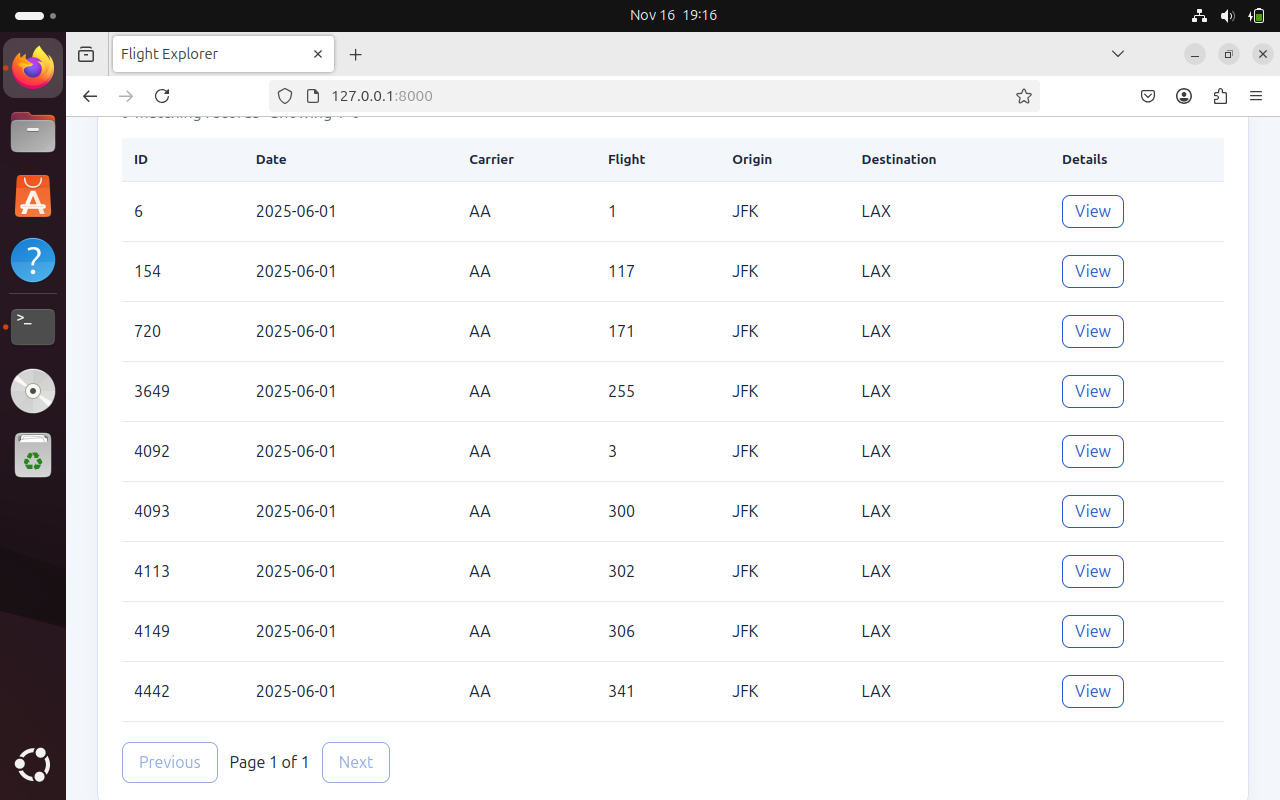 Nov 16 19:16
Flight Explorer
127.0.0.1:8000
ID Date Carrier Flight Origin Destination Details
6 2025-06-01 AA 1 JFK LAX View
154 2025-06-01 AA 117 JFK LAX View
720 2025-06-01 AA 171 JFK LAX View
3649 2025-06-01 AA 255 JFK LAX View
4092 2025-06-01 AA 3 JFK LAX View
4093 2025-06-01 AA 300 JFK LAX View
4113 2025-06-01 AA 302 JFK LAX View
4149 2025-06-01 AA 306 JFK LAX View
4442 2025-06-01 AA 341 JFK LAX View
Previous Page 1 of 1 Next